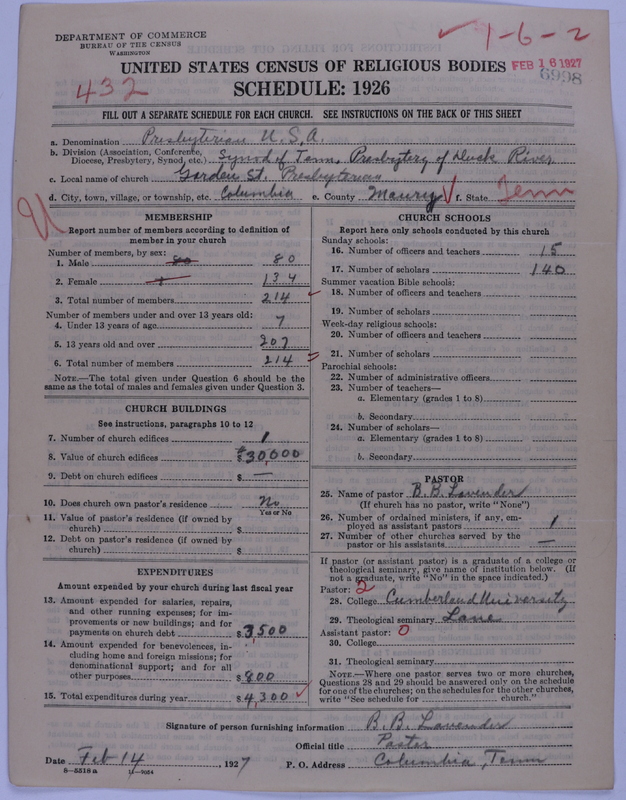 DEPARTMENT OF COMMERCE
BUREAU OF THE CENSUS
WASHINGTON
✓ 1-6-2
UNITED STATES CENSUS OF RELIGIOUS BODIES
FEB 16 1927
6998
432
SCHEDULE: 1926
FILL OUT A SEPARATE SCHEDULE FOR EACH CHURCH. SEE INSTRUCTIONS ON THE BACK OF THIS SHEET
a. Denomination Presbyterian U.S.A.
b. Division (Association, Conference, Diocese, Presbytery, Synod, etc.) Synod of Tenn, Presbytery of Duck River
c. Local name of church Garden St. Presbyterian
d. City, town, village, or township, etc. Columbia e. County Maury ✓ f. State Tenn
U
MEMBERSHIP
Report number of members according to definition of member in your church
Number of members, by sex:
1. Male 80 80
2. Female 134
3. Total number of members 214
Number of members under and over 13 years old:
4. Under 13 years of age 7
5. 13 years old and over 207
6. Total number of members 214
NOTE.—The total given under Question 6 should be the same as the total of males and females given under Question 3.
CHURCH BUILDINGS
See instructions, paragraphs 10 to 12
7. Number of church edifices 1
8. Value of church edifices $30,000
9. Debt on church edifices $ —
10. Does church own pastor's residence No
Yes or No
11. Value of pastor's residence (if owned by church) $
12. Debt on pastor's residence (if owned by church) $
EXPENDITURES
Amount expended by church during last fiscal year
13. Amount expended for salaries, repairs, and other running expenses; for improvements or new buildings; and for payments on church debt $ 3500
14. Amount expended for benevolences, including home and foreign missions; for denominational support; and for all other purposes $ 800
15. Total expenditures during year $ 4,300 ✓
CHURCH SCHOOLS
Report here only schools conducted by this church
Sunday schools:
16. Number of officers and teachers 15
17. Number of scholars 140
Summer vacation Bible schools:
18. Number of officers and teachers
19. Number of scholars
Week-day religious schools:
20. Number of officers and teachers
21. Number of scholars
Parochial schools:
22. Number of administrative officers
23. Number of teachers—
a. Elementary (grades 1 to 8)
b. Secondary
24. Number of scholars—
a. Elementary (grades 1 to 8)
b. Secondary
PASTOR
25. Name of pastor B. B. Lavender
(If church has no pastor, write "None")
26. Number of ordained ministers, if any, employed as assistant pastors 1
27. Number of other churches served by the pastor or his assistants —
If pastor (or assistant pastor) is a graduate of a college or theological seminary, give name of institution below. (If not a graduate, write "No" in the space indicated.)
Pastor: 2
28. College Cumberland University
29. Theological seminary Lane
Assistant pastor: 0
30. College
31. Theological seminary
NOTE.—Where one pastor serves two or more churches, Questions 28 and 29 should be answered only on the schedule for one of the churches; on the schedules for the other churches, write "See schedule for ........ church."
Signature of person furnishing information B. B. Lavender
Official title Pastor
Date Feb 14, 1927 P. O. Address Columbia, Tenn
8—5518 a